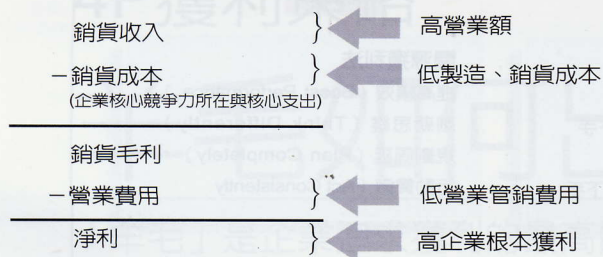 銷貨收入 } 高營業額
－銷貨成本 } 低製造、銷貨成本
(企業核心競爭力所在與核心支出)
銷貨毛利
－營業費用 } 低營業管銷費用
淨利 } 高企業根本獲利